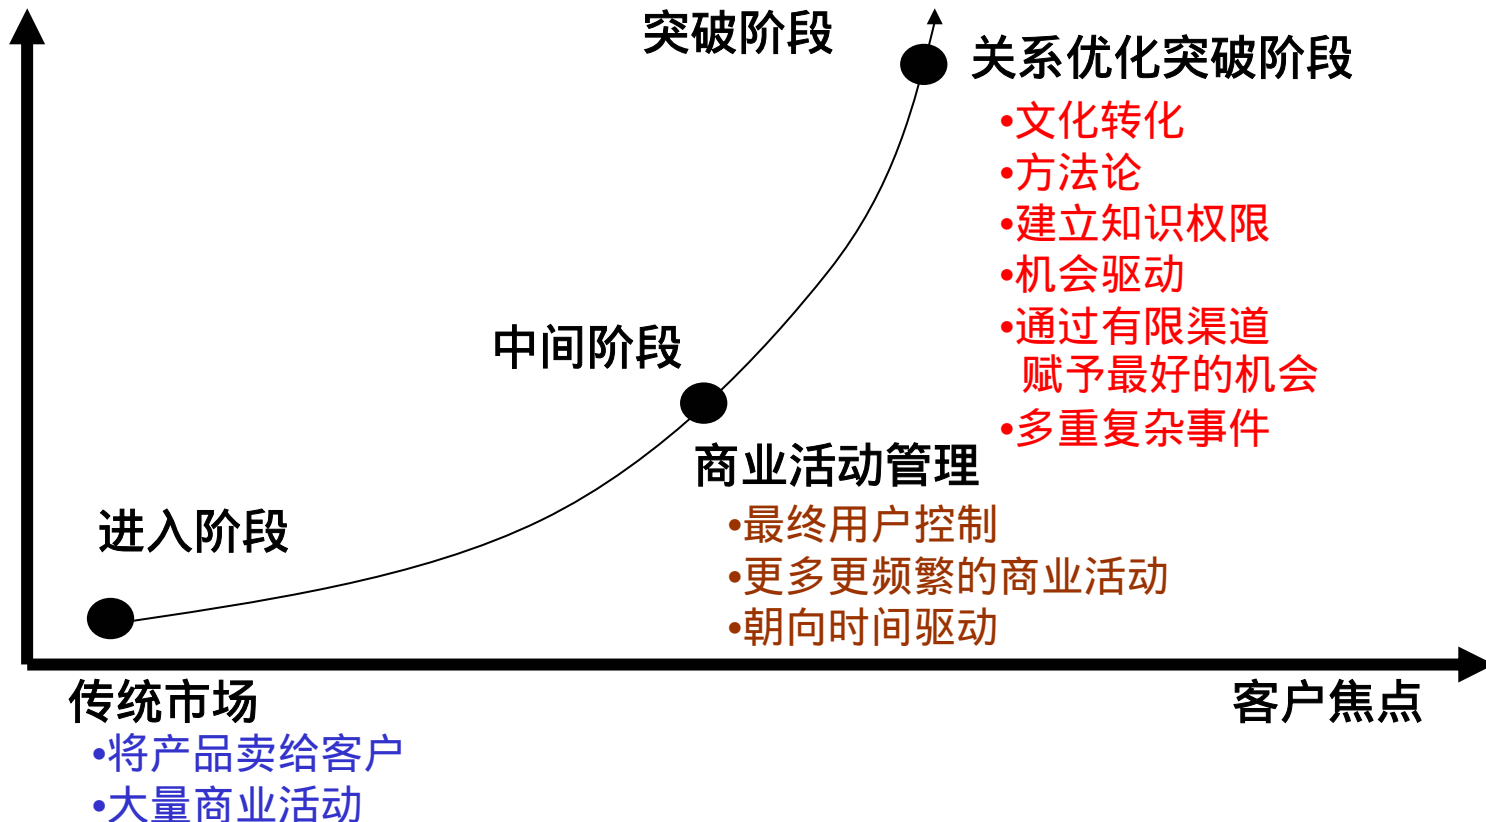 突破阶段
关系优化突破阶段
•文化转化
•方法论
•建立知识权限
•机会驱动
•通过有限渠道
赋予最好的机会
•多重复杂事件
中间阶段
商业活动管理
•最终用户控制
•更多更频繁的商业活动
•朝向时间驱动
进入阶段
传统市场
•将产品卖给客户
•大量商业活动
客户焦点